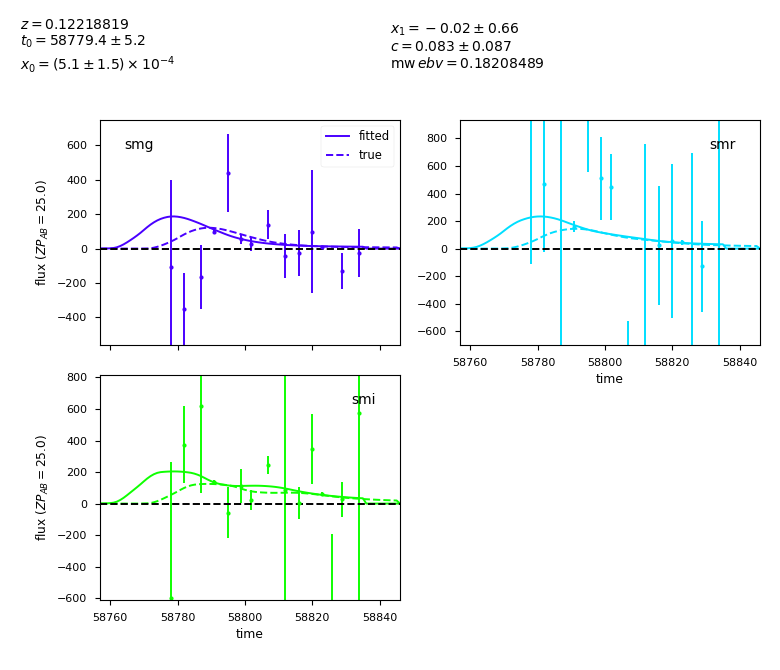 z = 0.12218819
t₀ = 58779.4 ± 5.2
x₀ = (5.1 ± 1.5) × 10⁻⁴
x₁ = −0.02 ± 0.66
c = 0.083 ± 0.087
mw ebv = 0.18208489
smg
fitted
true
600
400
200
0
−200
−400
flux (ZP_AB = 25.0)
smr
800
600
400
200
0
−200
−400
−600
58760 58780 58800 58820 58840
time
smi
800
600
400
200
0
−200
−400
−600
flux (ZP_AB = 25.0)
58760 58780 58800 58820 58840
time